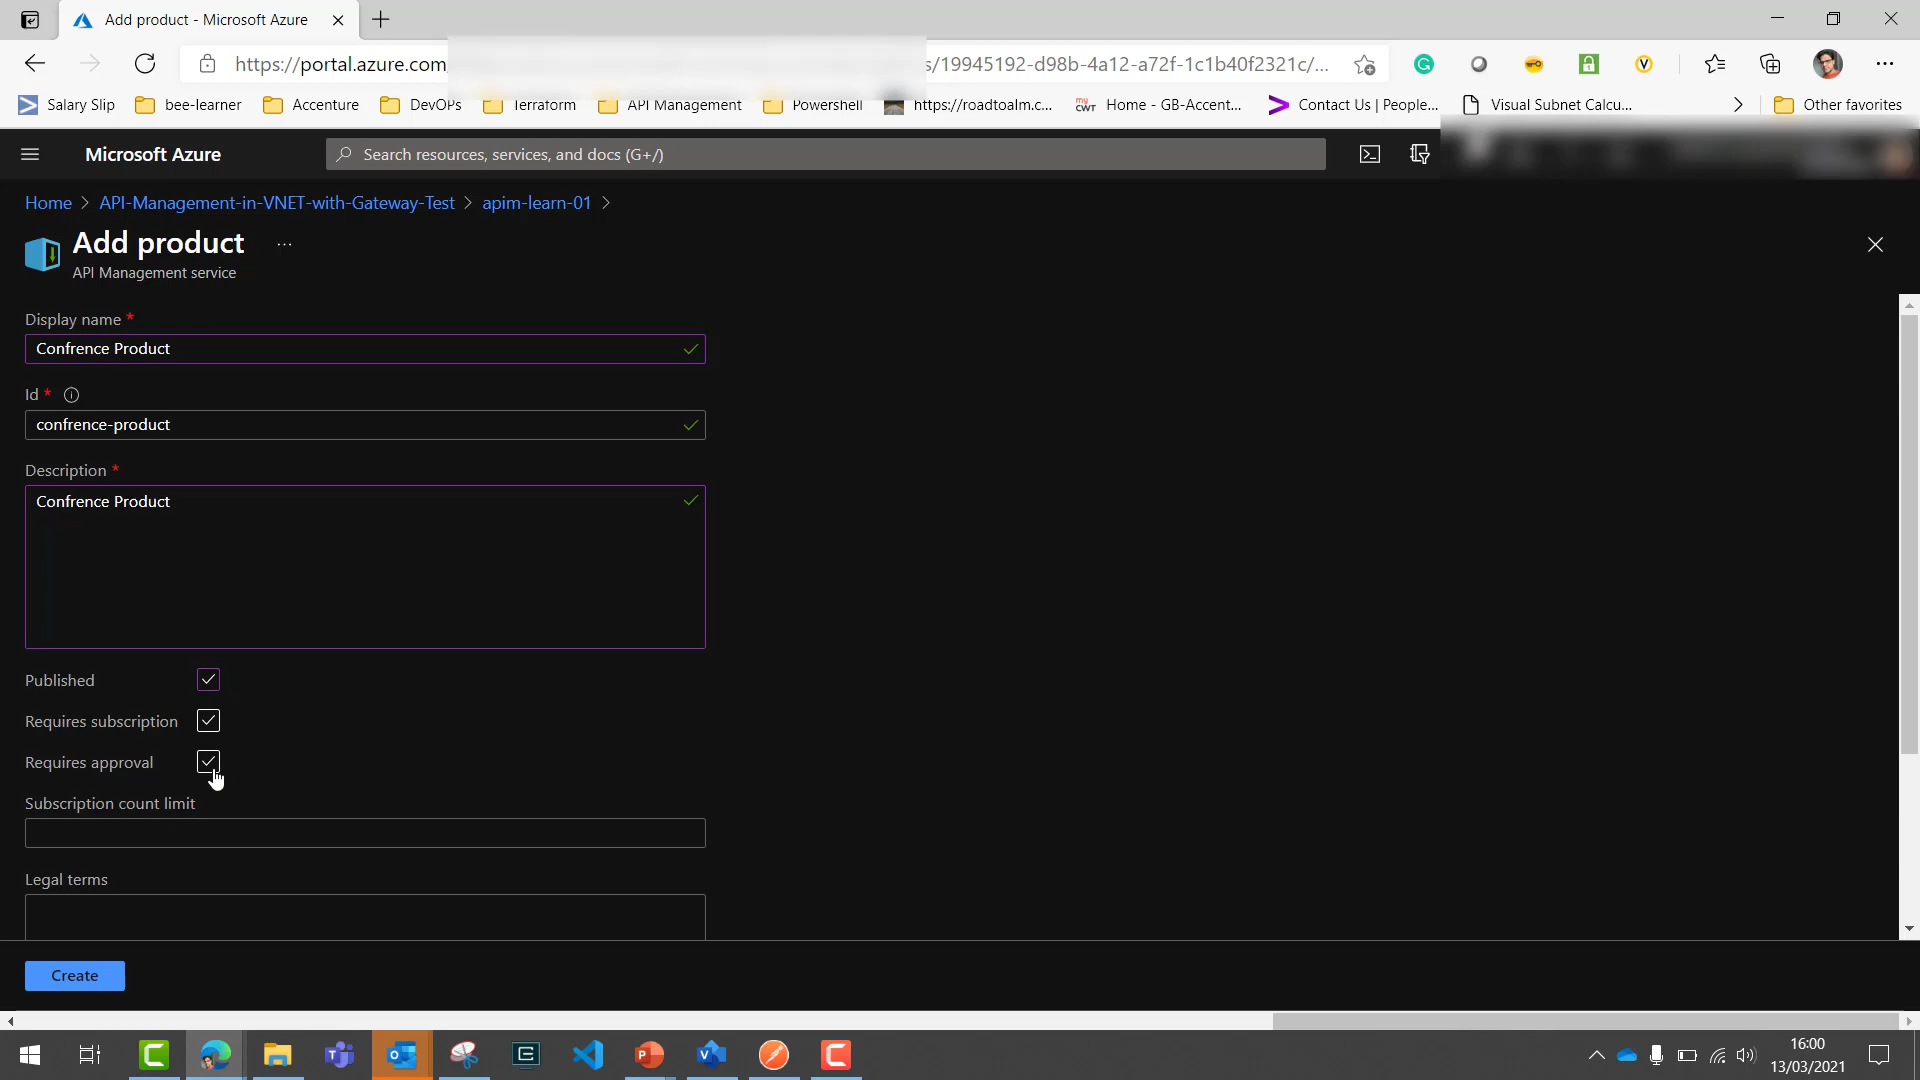 Add product - Microsoft Azure
https://portal.azure.com
s/19945192-d98b-4a12-a72f-1c1b40f2321c/...
Salary Slip
bee-learner
Accenture
DevOPs
Terraform
API Management
Powershell
https://roadtoalm.c...
my CWT
Home - GB-Accent...
Contact Us | People...
Visual Subnet Calcu...
Other favorites
Microsoft Azure
Search resources, services, and docs (G+/)
Home > API-Management-in-VNET-with-Gateway-Test > apim-learn-01 >
Add product ...
API Management service
Display name *
Confrence Product
Id *
confrence-product
Description *
Confrence Product
Published
Requires subscription
Requires approval
Subscription count limit
Legal terms
Create
16:00
13/03/2021